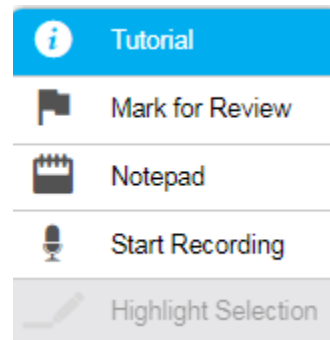 Tutorial
Mark for Review
Notepad
Start Recording
Highlight Selection